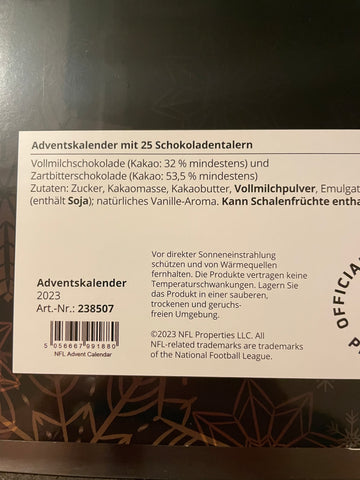 Adventskalender mit 25 Schokoladentalern
Vollmilchschokolade (Kakao: 32 % mindestens) und
Zartbitterschokolade (Kakao: 53,5 % mindestens)
Zutaten: Zucker, Kakaomasse, Kakaobutter, Vollmilchpulver, Emulgat
(enthält Soja); natürliches Vanille-Aroma. Kann Schalenfrüchte entha
Vor direkter Sonneneinstrahlung
schützen und von Wärmequellen
fernhalten. Die Produkte vertragen keine
Temperaturschwankungen. Lagern Sie
das Produkt in einer sauberen,
trockenen und geruchs-
freien Umgebung.
Adventskalender
2023
Art.-Nr.: 238507
5 056667 991880
NFL Advent Calendar
©2023 NFL Properties LLC. All
NFL-related trademarks are trademarks
of the National Football League.
OFFICIA
P